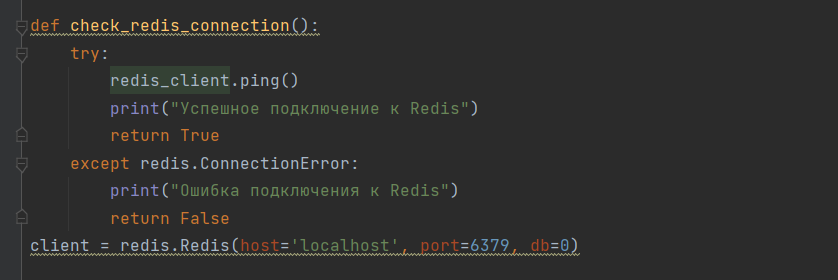 def check_redis_connection():
    try:
        redis_client.ping()
        print("Успешное подключение к Redis")
        return True
    except redis.ConnectionError:
        print("Ошибка подключения к Redis")
        return False
client = redis.Redis(host='localhost', port=6379, db=0)